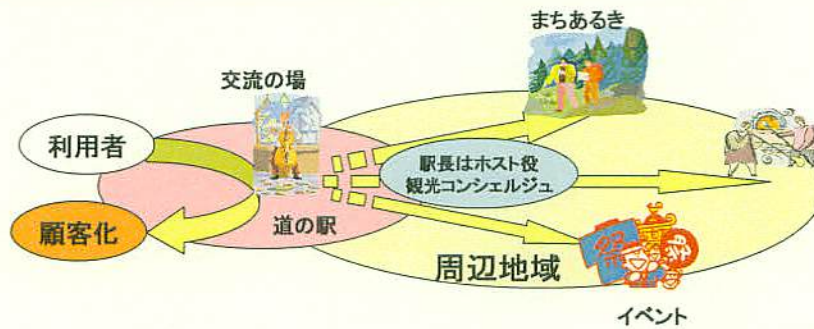 まちあるき
交流の場
利用者
駅長はホスト役
観光コンシェルジュ
顧客化
道の駅
周辺地域
祭
祭
イベント